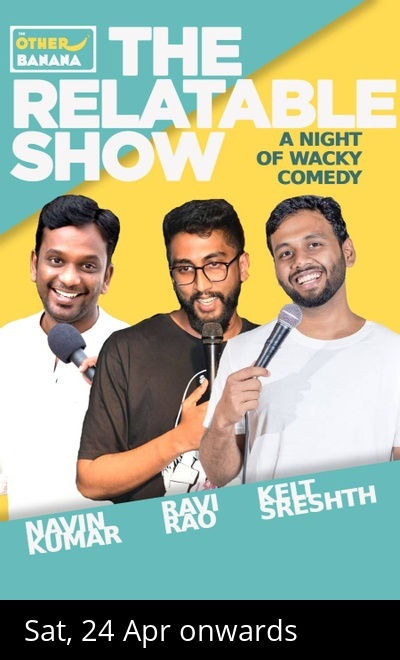 THE
OTHER
BANANA
THE
RELATABLE
SHOW
A NIGHT
OF WACKY
COMEDY
NAVIN
KUMAR
RAVI
RAO
KELT
SRESHTH
Sat, 24 Apr onwards